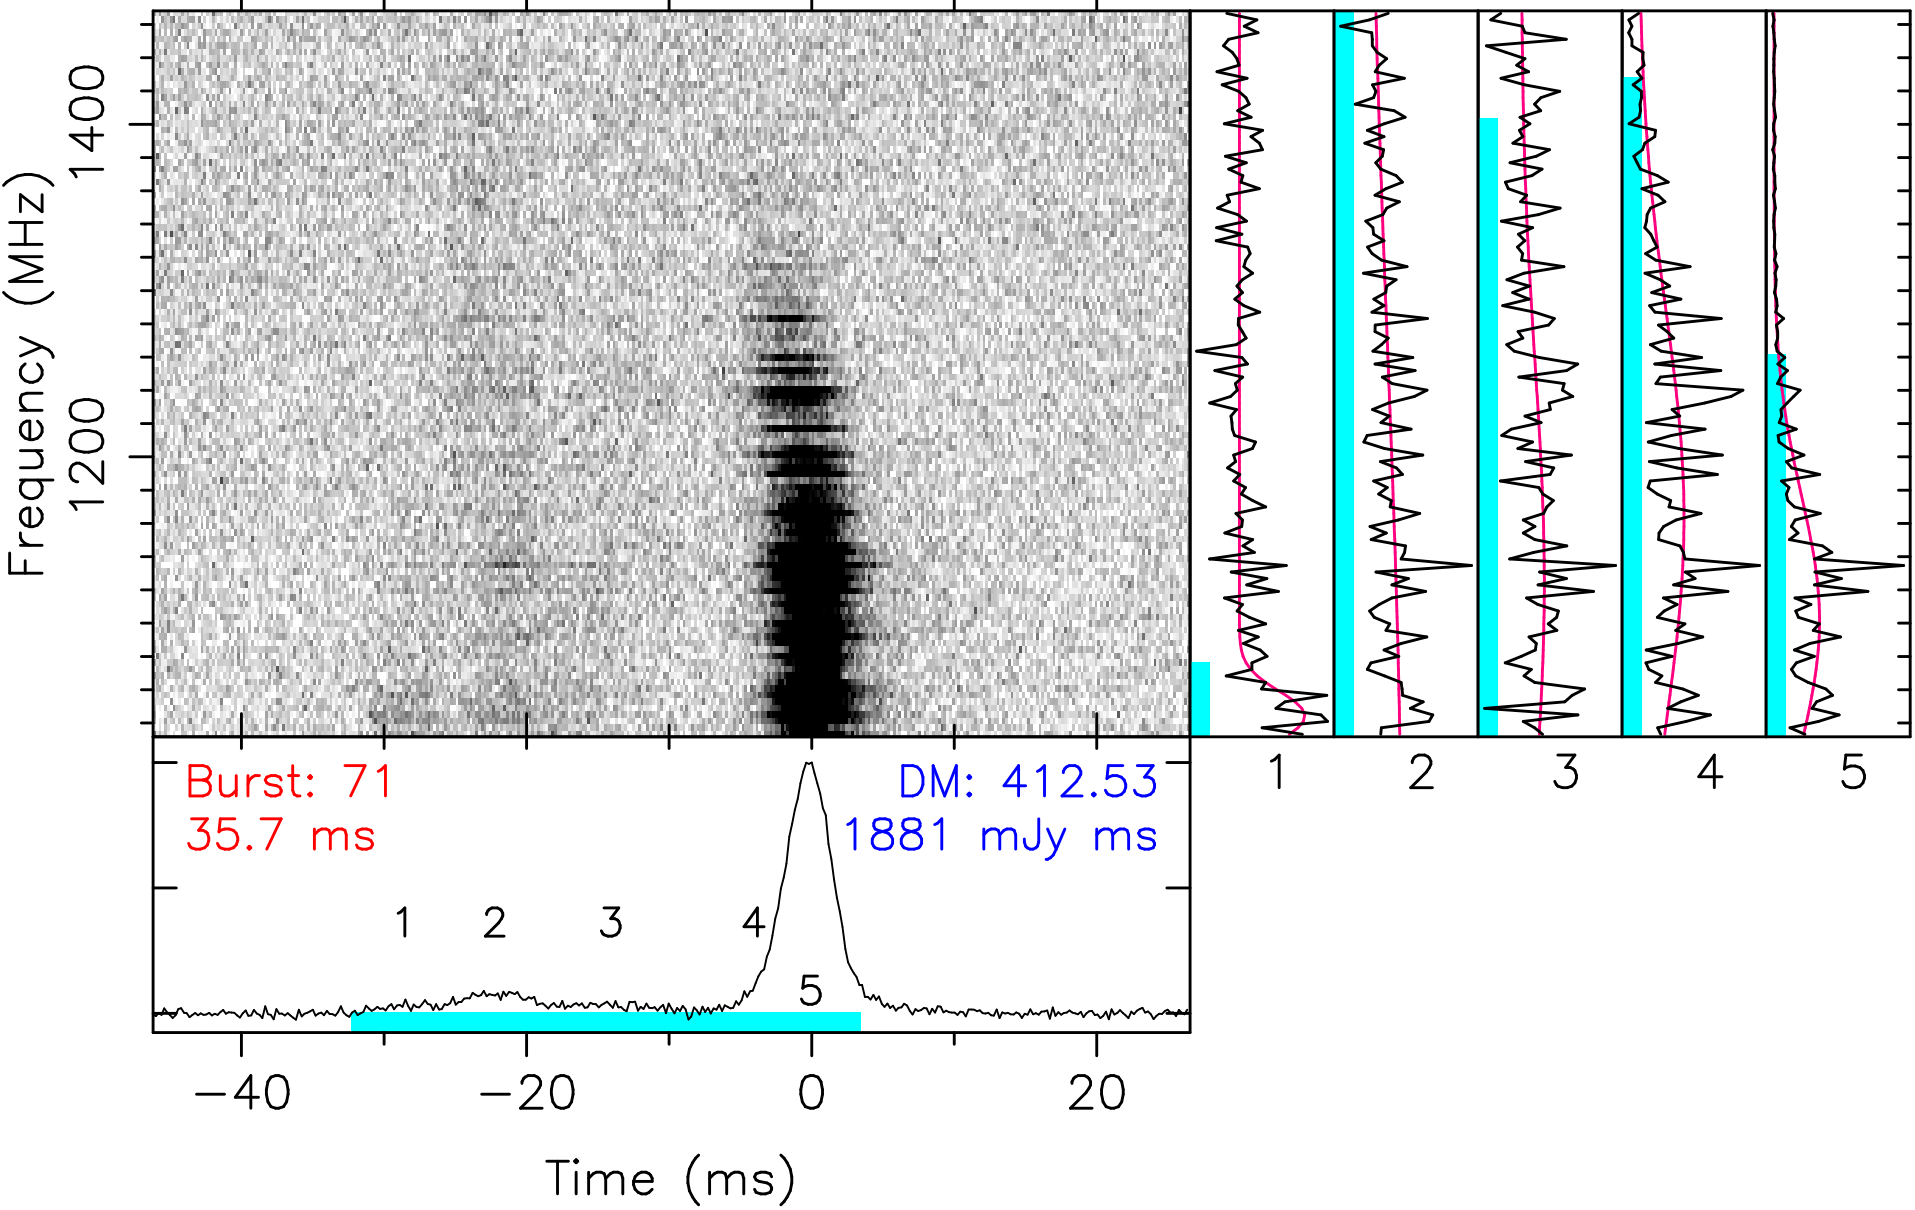 Frequency (MHz)
1400
1200
Burst: 71
35.7 ms
DM: 412.53
1881 mJy ms
1 2 3 4
5
1 2 3 4 5
−40 −20 0 20
Time (ms)